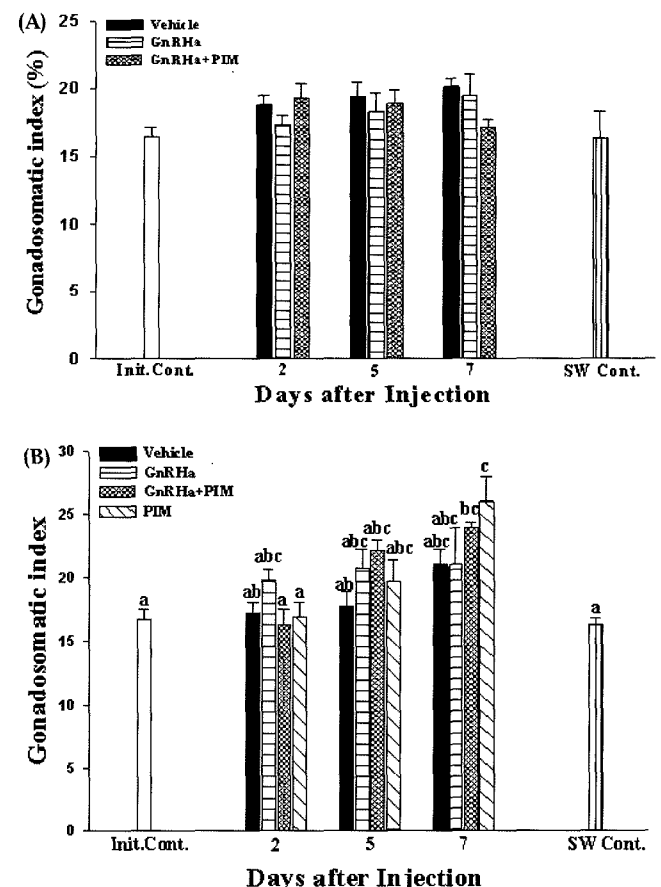 (A)
Vehicle
GnRHa
GnRHa+PIM
Gonadosomatic index (%)
25
20
15
10
5
0
Init.Cont.
2
5
7
SW Cont.
Days after Injection
(B)
Vehicle
GnRHa
GnRHa+PIM
PIM
Gonadosomatic index
30
25
20
15
10
5
0
a
ab
abc
a
a
ab
abc
abc
abc
abc
abc
bc
c
a
Init.Cont.
2
5
7
SW Cont.
Days after Injection